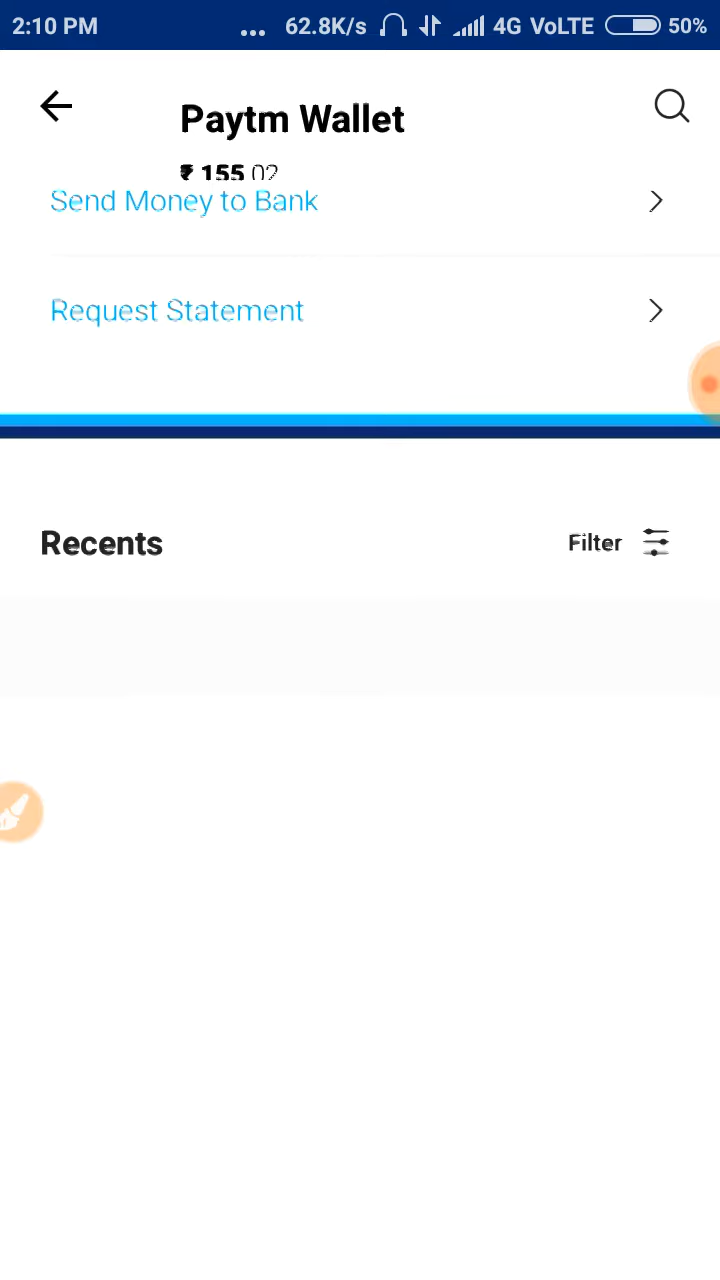 2:10 PM ... 62.8K/s 4G VoLTE 50%
Paytm Wallet
₹ 155.02
Send Money to Bank
Request Statement
Recents
Filter